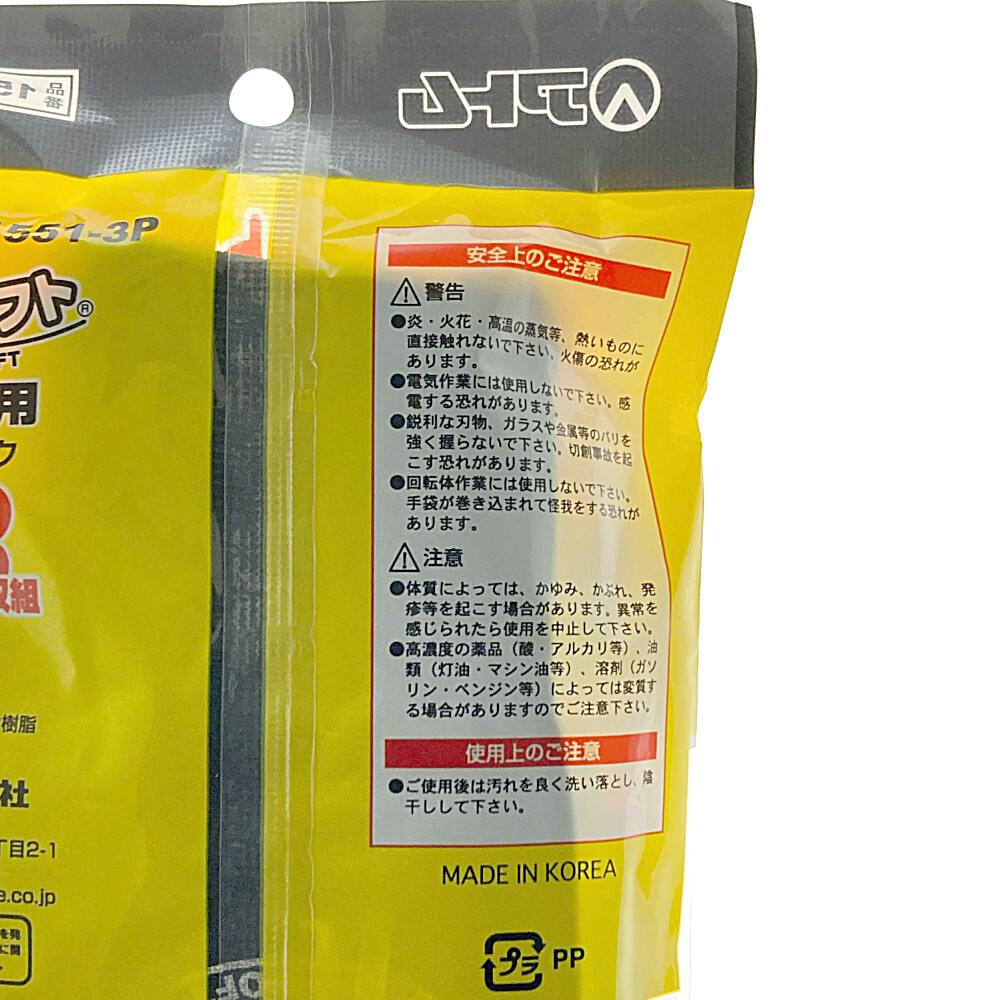 アトム
品番 15
551-3P
フト®
FT
用
ク
組
樹脂
社
丁目2-1
e.co.jp
を発
に関
安全上のご注意
警告
●炎・火花・高温の蒸気等、熱いものに
直接触れないで下さい。火傷の恐れが
あります。
●電気作業には使用しないで下さい。感
電する恐れがあります。
●鋭利な刃物、ガラスや金属等のバリを
強く握らないで下さい。切創事故を起
こす恐れがあります。
●回転体作業には使用しないで下さい。
手袋が巻き込まれて怪我をする恐れが
あります。
注意
●体質によっては、かゆみ、かぶれ、発
疹等を起こす場合があります。異常を
感じられたら使用を中止して下さい。
●高濃度の薬品（酸・アルカリ等）、油
類（灯油・マシン油等）、溶剤（ガソ
リン・ベンジン等）によっては変質す
る場合がありますのでご注意下さい。
使用上のご注意
●ご使用後は汚れを良く洗い落とし、陰
干しして下さい。
MADE IN KOREA
プラ PP